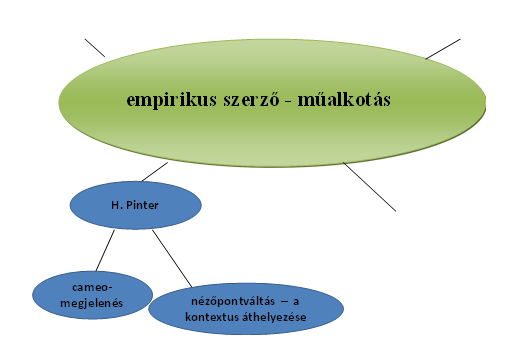 empirikus szerző - műalkotás
H. Pinter
cameo-
megjelenés
nézőpontváltás – a
kontextus áthelyezése